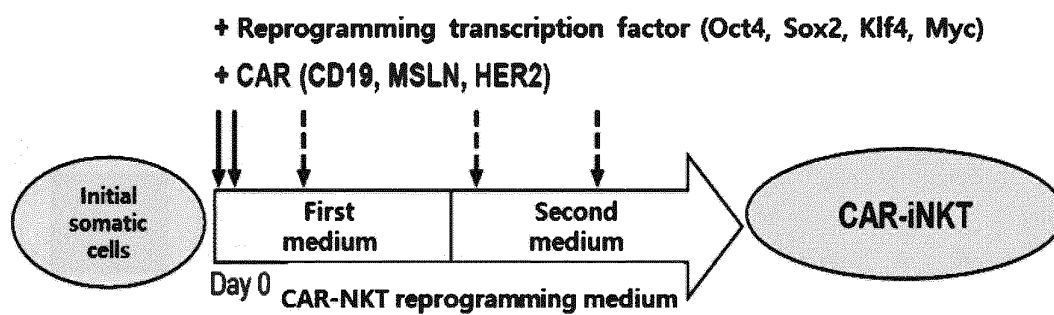 + Reprogramming transcription factor (Oct4, Sox2, Klf4, Myc)
+ CAR (CD19, MSLN, HER2)
Initial
somatic
cells
First
medium
Second
medium
CAR-iNKT
Day 0
CAR-NKT reprogramming medium